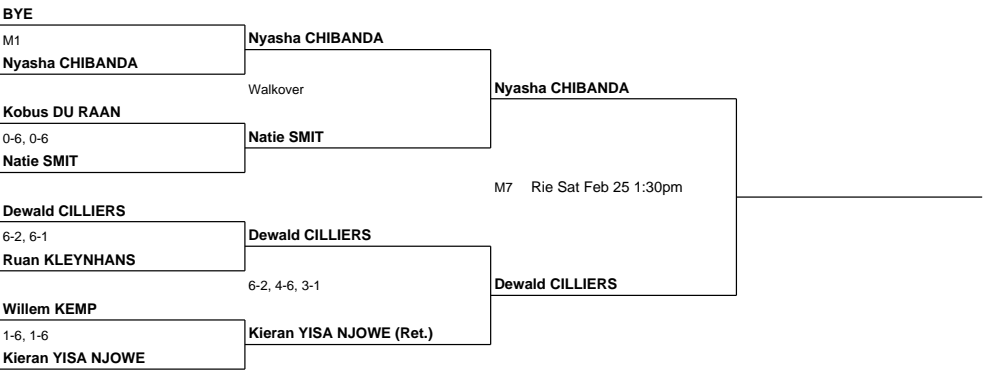 BYE
M1
Nyasha CHIBANDA
Nyasha CHIBANDA
Walkover
Nyasha CHIBANDA
Kobus DU RAAN
0-6, 0-6
Natie SMIT
Natie SMIT
M7 Rie Sat Feb 25 1:30pm
Dewald CILLIERS
6-2, 6-1
Dewald CILLIERS
Ruan KLEYNHANS
6-2, 4-6, 3-1
Dewald CILLIERS
Willem KEMP
1-6, 1-6
Kieran YISA NJOWE (Ret.)
Kieran YISA NJOWE